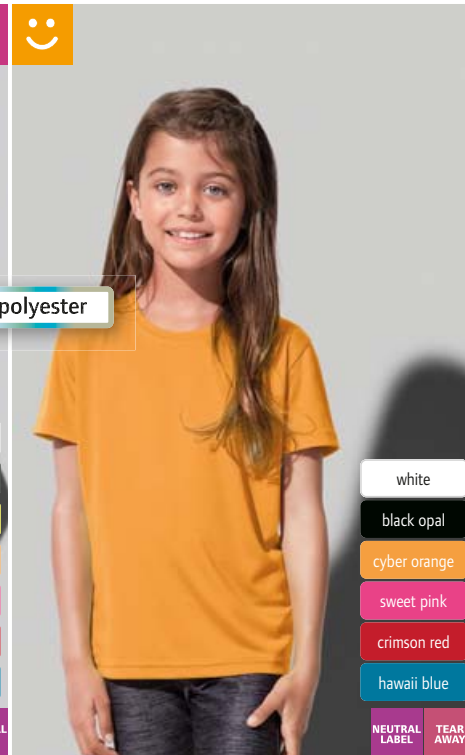 polyester
white
black opal
cyber orange
sweet pink
crimson red
hawaii blue
NEUTRAL
LABEL
TEAR
AWAY